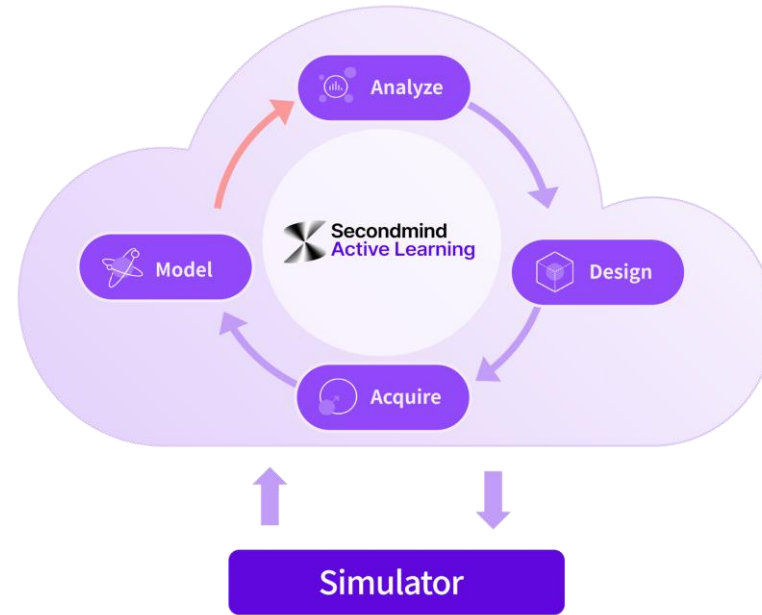 Analyze
Secondmind
Active Learning
Model
Design
Acquire
Simulator